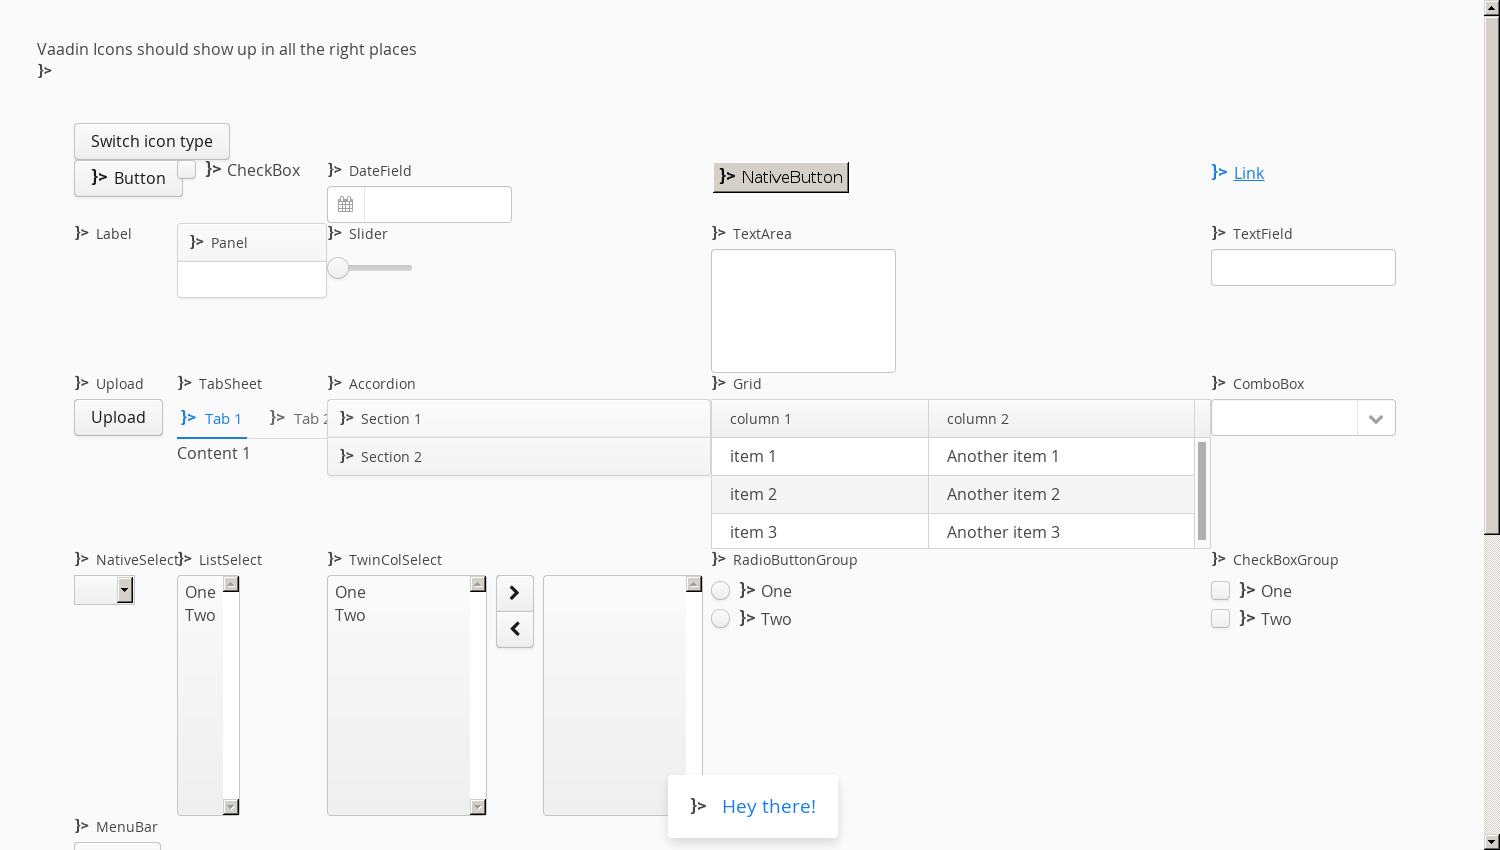 Vaadin Icons should show up in all the right places
}>
Switch icon type
}> Button
}> CheckBox
}> DateField
}> NativeButton
}> Link
}> Label
}> Panel
}> Slider
}> TextArea
}> TextField
}> Upload
Upload
}> TabSheet
}> Tab 1 }> Tab 2
Content 1
}> Accordion
}> Section 1
}> Section 2
}> Grid
column 1 column 2
item 1 Another item 1
item 2 Another item 2
item 3 Another item 3
}> ComboBox
}> NativeSelect
}> ListSelect
One
Two
}> TwinColSelect
One
Two
}> RadioButtonGroup
}> One
}> Two
}> CheckBoxGroup
}> One
}> Two
}> Hey there!
}> MenuBar